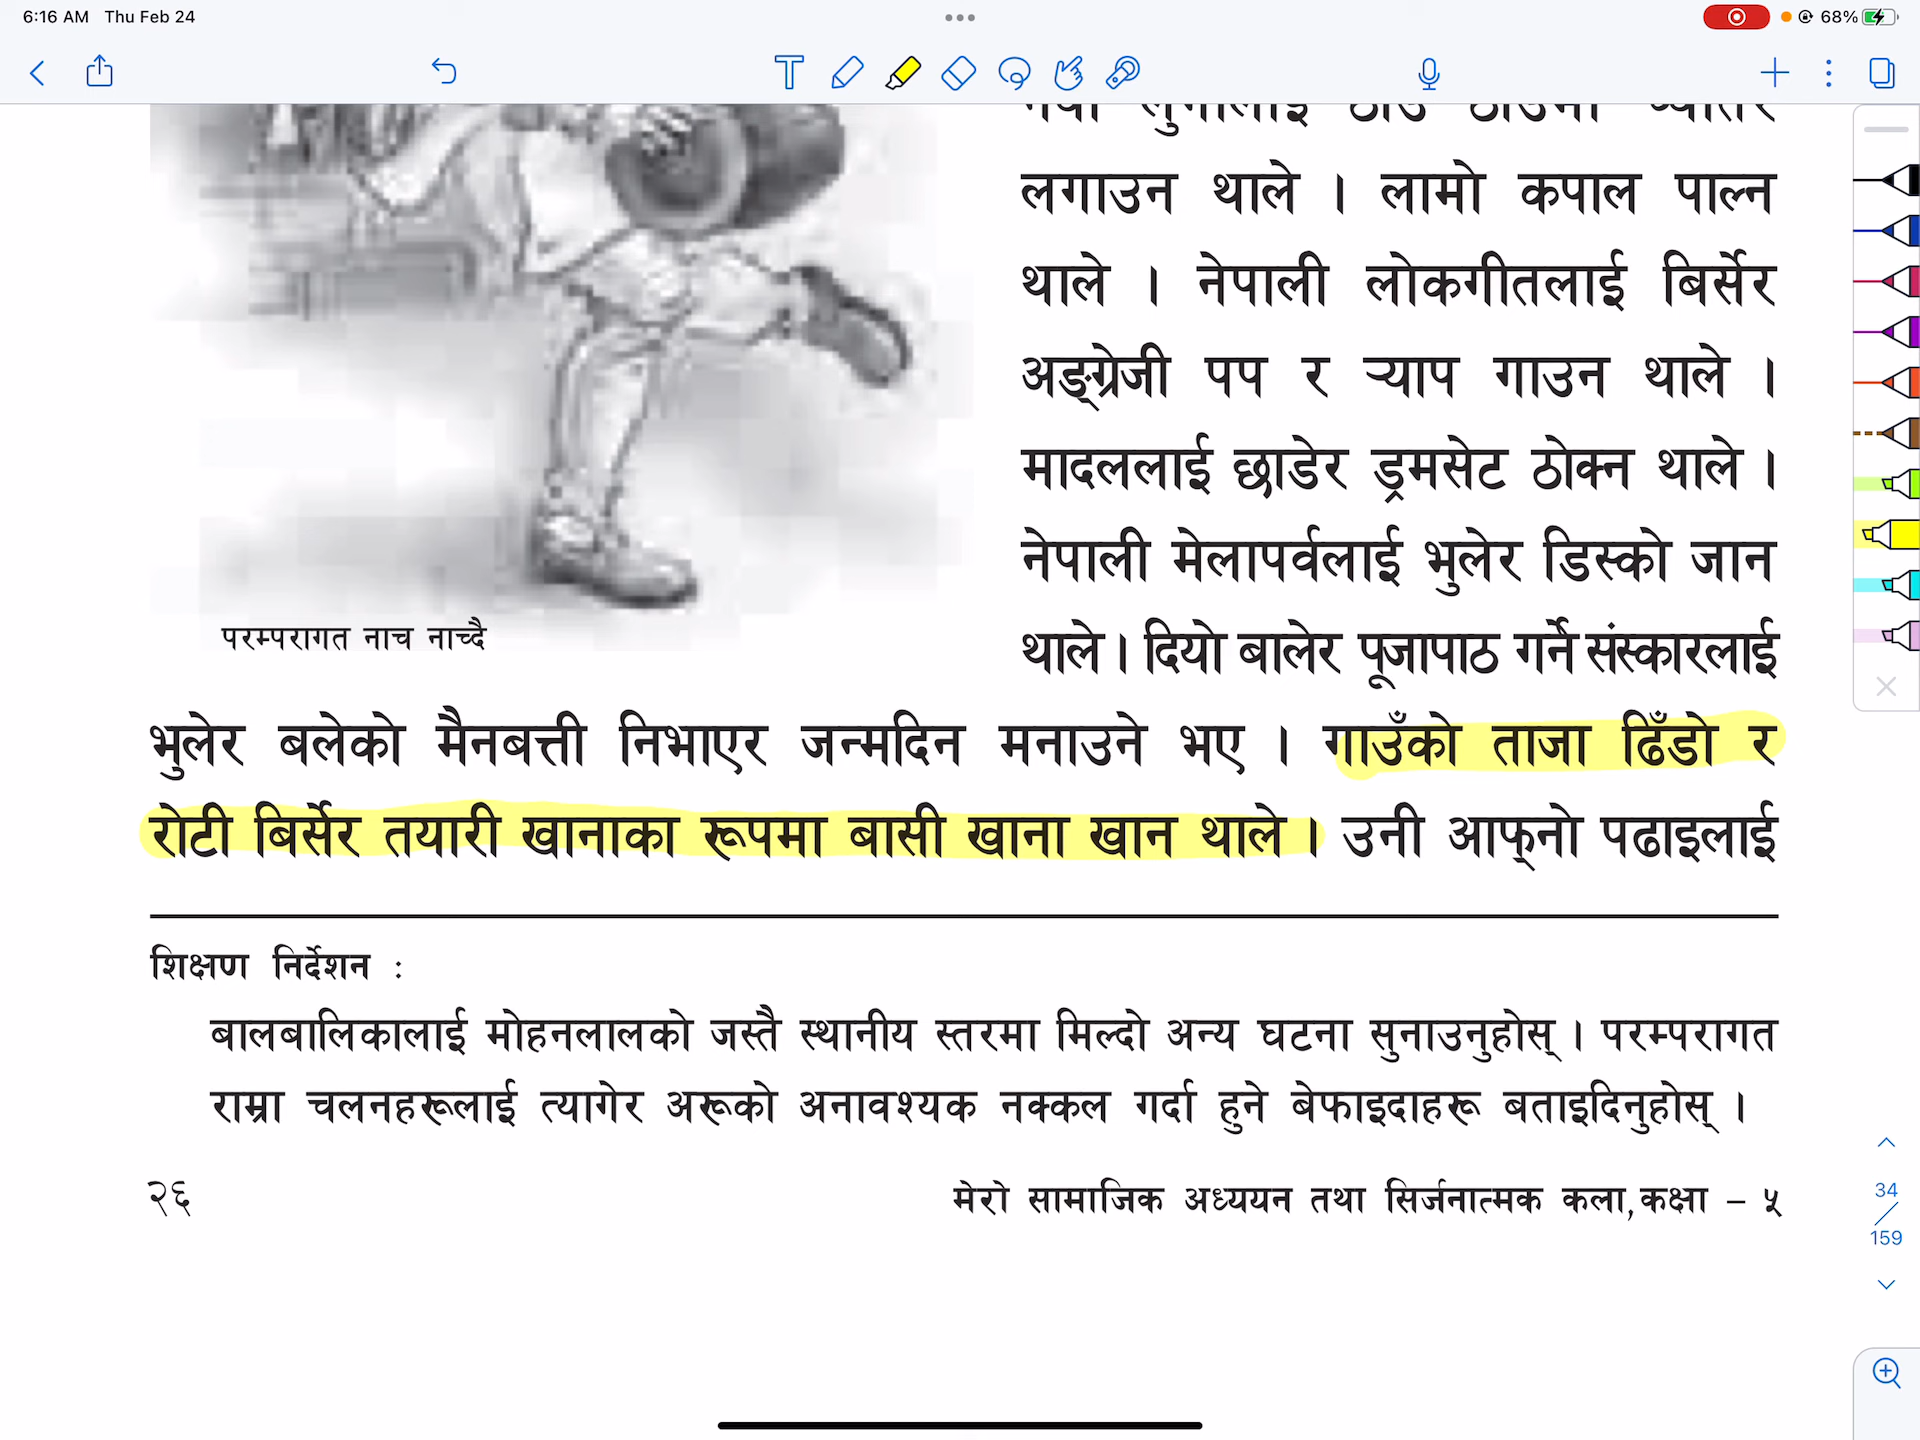 6:16 AM Thu Feb 24
68%
लगाउन थाले । लामो कपाल पाल्न
थाले । नेपाली लोकगीतलाई बिर्सेर
अङ्ग्रेजी पप र ऱ्याप गाउन थाले ।
मादललाई छाडेर ड्रमसेट ठोक्न थाले ।
नेपाली मेलापर्वलाई भुलेर डिस्को जान
थाले । दियो बालेर पूजापाठ गर्ने संस्कारलाई
परम्परागत नाच नाच्दै
भुलेर बलेको मैनबत्ती निभाएर जन्मदिन मनाउने भए । गाउँको ताजा ढिँडो र
रोटी बिर्सेर तयारी खानाका रूपमा बासी खाना खान थाले । उनी आफ्‌नो पढाइलाई
शिक्षण निर्देशन :
बालबालिकालाई मोहनलालको जस्तै स्थानीय स्तरमा मिल्दो अन्य घटना सुनाउनुहोस् । परम्परागत
राम्रा चलनहरूलाई त्यागेर अरूको अनावश्यक नक्कल गर्दा हुने बेफाइदाहरू बताइदिनुहोस् ।
२६ मेरो सामाजिक अध्ययन तथा सिर्जनात्मक कला, कक्षा – ५
34
159